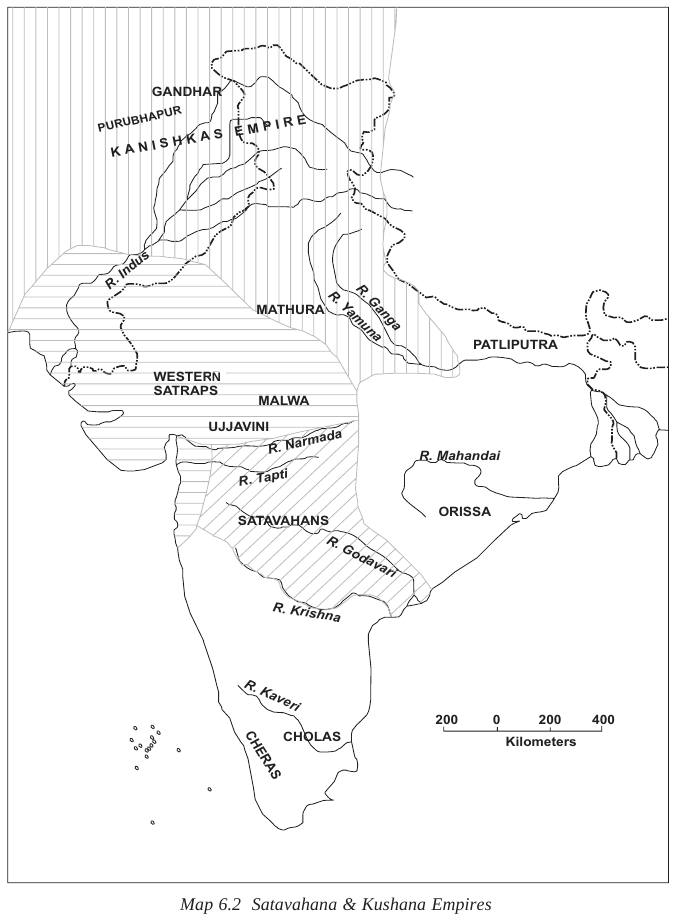 GANDHAR
PURUBHAPUR
KANISHKAS EMPIRE
R. Indus
MATHURA
R. Ganga
R. Yamuna
PATLIPUTRA
WESTERN
SATRAPS
MALWA
UJJAVINI
R. Narmada
R. Tapti
R. Mahandai
ORISSA
SATAVAHANS
R. Godavari
R. Krishna
R. Kaveri
CHOLAS
CHERAS
200 0 200 400
Kilometers
Map 6.2 Satavahana & Kushana Empires